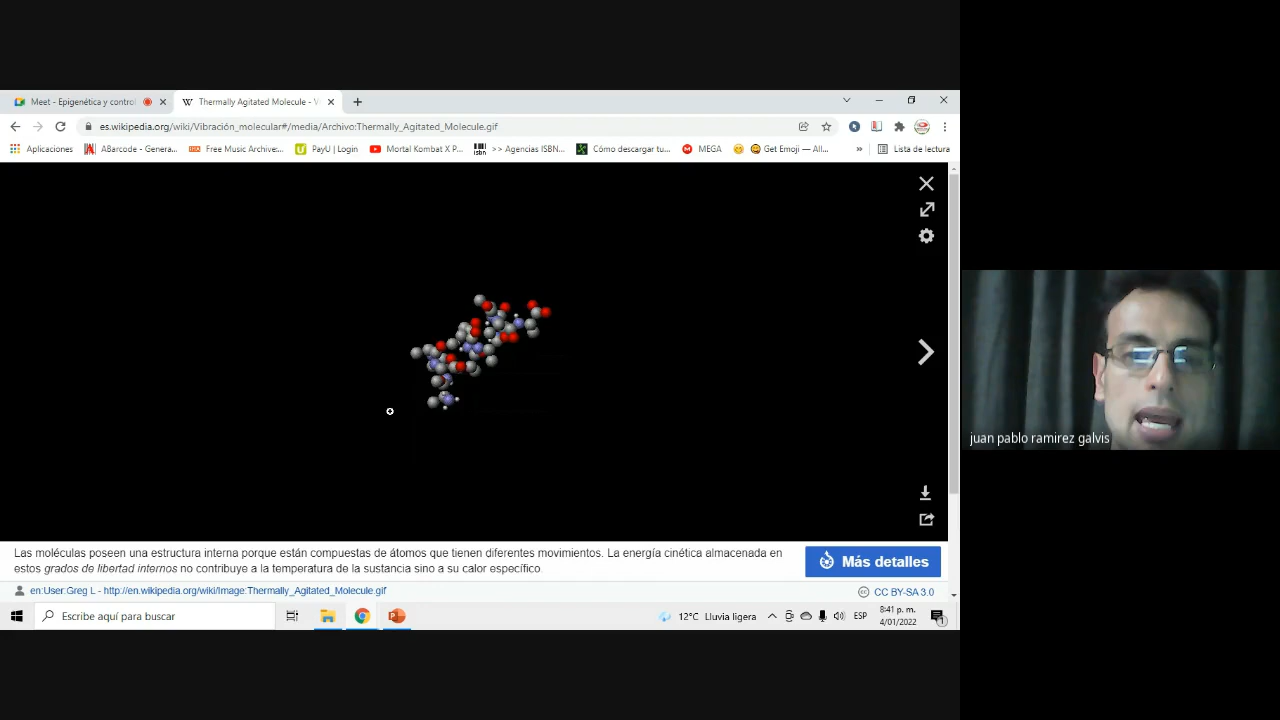 Meet - Epigenética y control
Thermally Agitated Molecule - V
es.wikipedia.org/wiki/Vibración_molecular#/media/Archivo:Thermally_Agitated_Molecule.gif
Aplicaciones
ABarcode - Genera...
Free Music Archive...
PayU | Login
Mortal Kombat X P...
isbn
>> Agencias ISBN...
Cómo descargar tu...
MEGA
Get Emoji — All...
»
Lista de lectura
juan pablo ramirez galvis
Las moléculas poseen una estructura interna porque están compuestas de átomos que tienen diferentes movimientos. La energía cinética almacenada en
estos grados de libertad internos no contribuye a la temperatura de la sustancia sino a su calor específico.
Más detalles
en:User:Greg L - http://en.wikipedia.org/wiki/Image:Thermally_Agitated_Molecule.gif
CC BY-SA 3.0
Escribe aquí para buscar
12°C Lluvia ligera
ESP
8:41 p. m.
4/01/2022
1